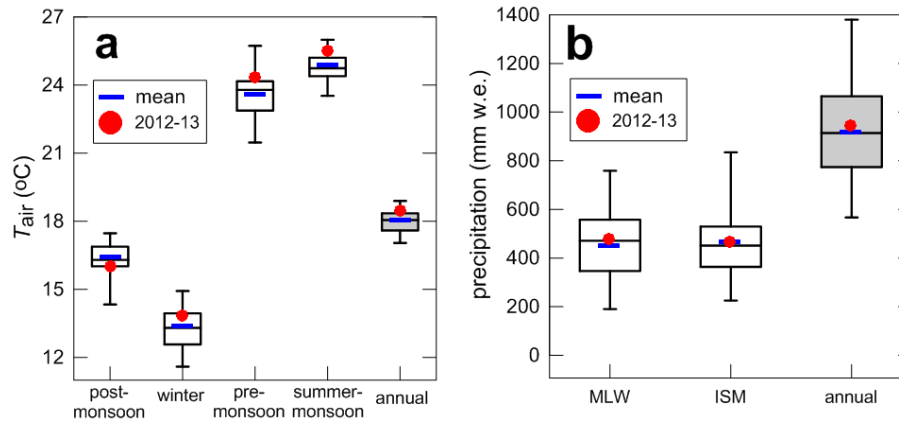 a
27
24
21
18
15
12
Tair (oC)
mean
2012-13
post-
monsoon
winter
pre-
monsoon
summer-
monsoon
annual
b
1400
1200
1000
800
600
400
200
0
precipitation (mm w.e.)
mean
2012-13
MLW
ISM
annual